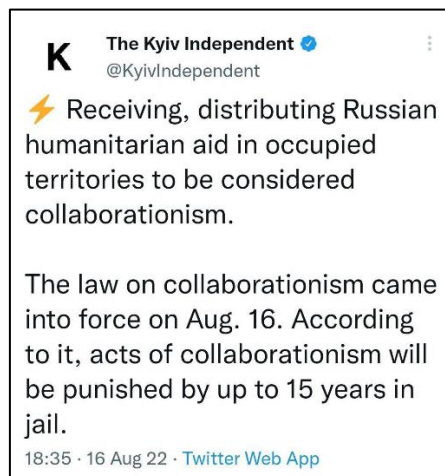 K
The Kyiv Independent
@KyivIndependent
⚡ Receiving, distributing Russian
humanitarian aid in occupied
territories to be considered
collaborationism.
The law on collaborationism came
into force on Aug. 16. According
to it, acts of collaborationism will
be punished by up to 15 years in
jail.
18:35 · 16 Aug 22 · Twitter Web App